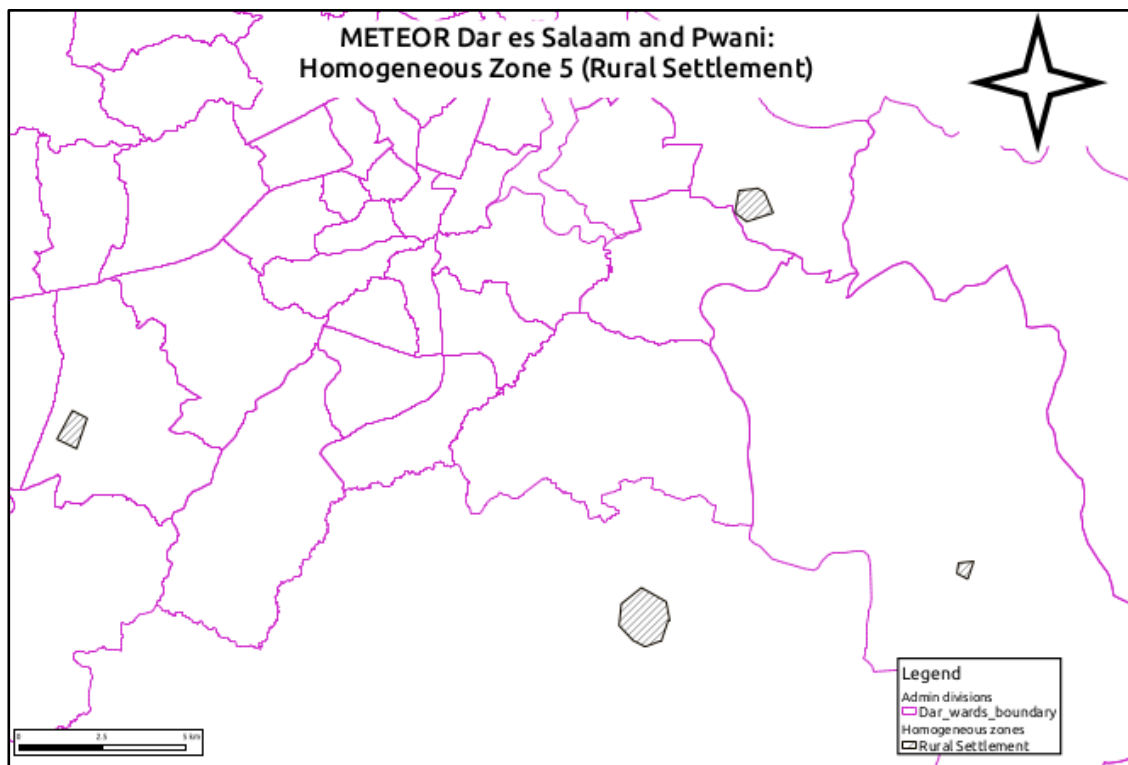 METEOR Dar es Salaam and Pwani:
Homogeneous Zone 5 (Rural Settlement)
Legend
Admin divisions
Dar_wards_boundary
Homogeneous zones
Rural Settlement
0 2.5 5 km